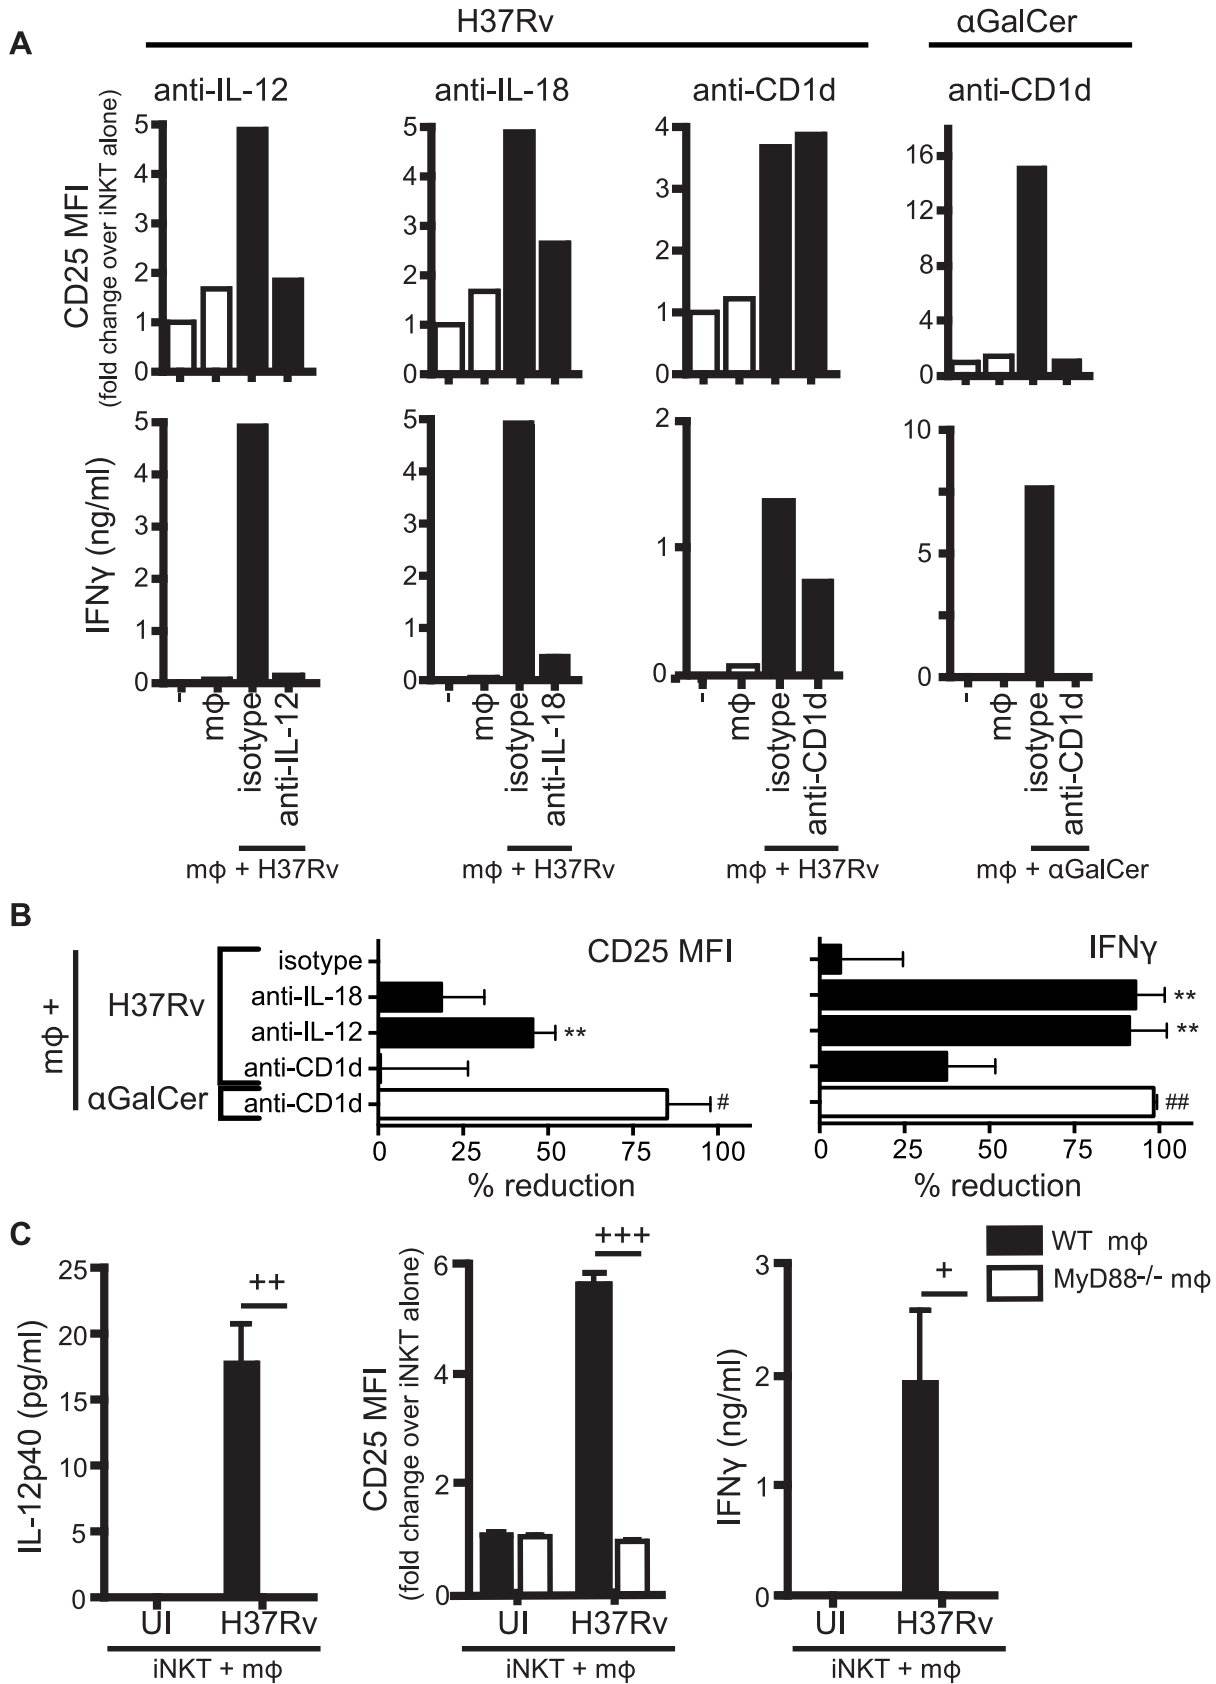 A
H37Rv
αGalCer
anti-IL-12
anti-IL-18
anti-CD1d
anti-CD1d
CD25 MFI
(fold change over iNKT alone)
5
4
3
2
1
0
5
4
3
2
1
0
4
3
2
1
0
16
12
8
4
0
IFNγ (ng/ml)
5
4
3
2
1
0
5
4
3
2
1
0
2
1
0
10
5
0
-
mφ
isotype
anti-IL-12
-
mφ
isotype
anti-IL-18
-
mφ
isotype
anti-CD1d
-
mφ
isotype
anti-CD1d
mφ + H37Rv
mφ + H37Rv
mφ + H37Rv
mφ + αGalCer
B
mφ +
H37Rv
αGalCer
isotype
anti-IL-18
anti-IL-12
anti-CD1d
anti-CD1d
CD25 MFI
**
#
0 25 50 75 100
% reduction
IFNγ
**
**
##
0 25 50 75 100
% reduction
C
WT mφ
MyD88-/- mφ
IL-12p40 (pg/ml)
25
20
15
10
5
0
++
UI H37Rv
iNKT + mφ
CD25 MFI
(fold change over iNKT alone)
6
4
2
0
+++
UI H37Rv
iNKT + mφ
IFNγ (ng/ml)
3
2
1
0
+
UI H37Rv
iNKT + mφ